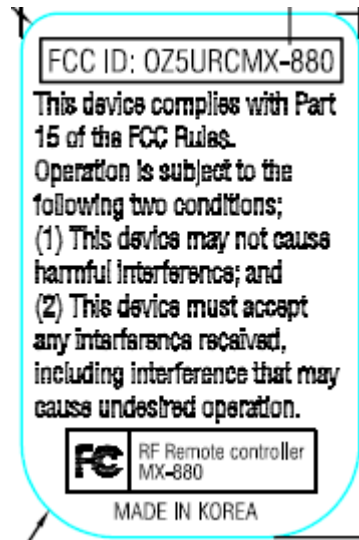 FCC ID: OZ5URCMX-880
This device complies with Part
15 of the FCC Rules.
Operation is subject to the
following two conditions;
(1) This device may not cause
harmful interference; and
(2) This device must accept
any interference received,
including interference that may
cause undesired operation.
FC
RF Remote controller
MX-880
MADE IN KOREA